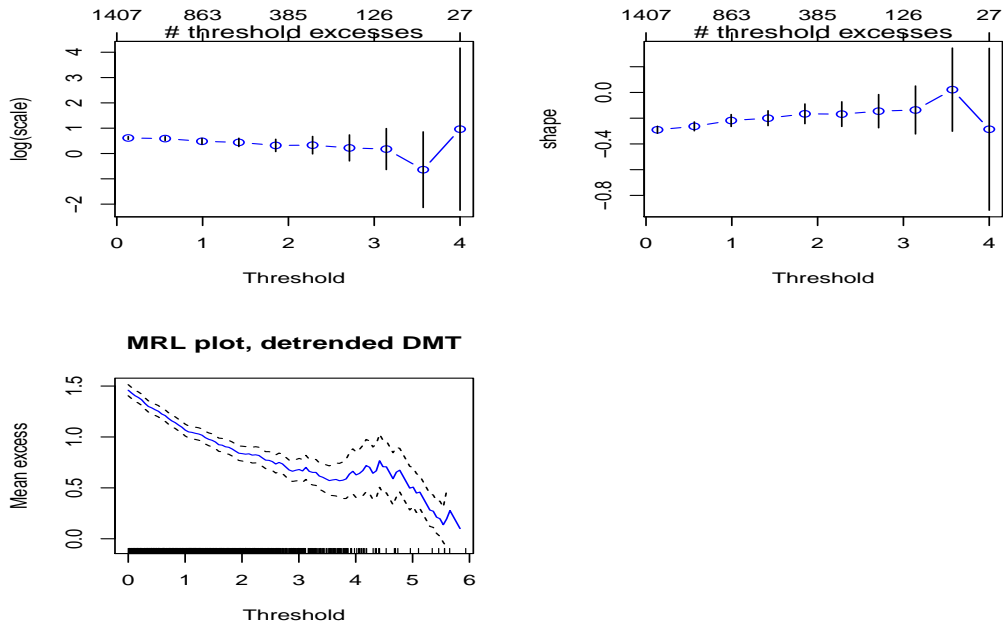 1407 863 385 126 27
# threshold excesses
log(scale)
4
3
2
1
0
−2
0 1 2 3 4
Threshold
1407 863 385 126 27
# threshold excesses
shape
0.0
−0.4
−0.8
0 1 2 3 4
Threshold
MRL plot, detrended DMT
Mean excess
1.5
1.0
0.5
0.0
0 1 2 3 4 5 6
Threshold